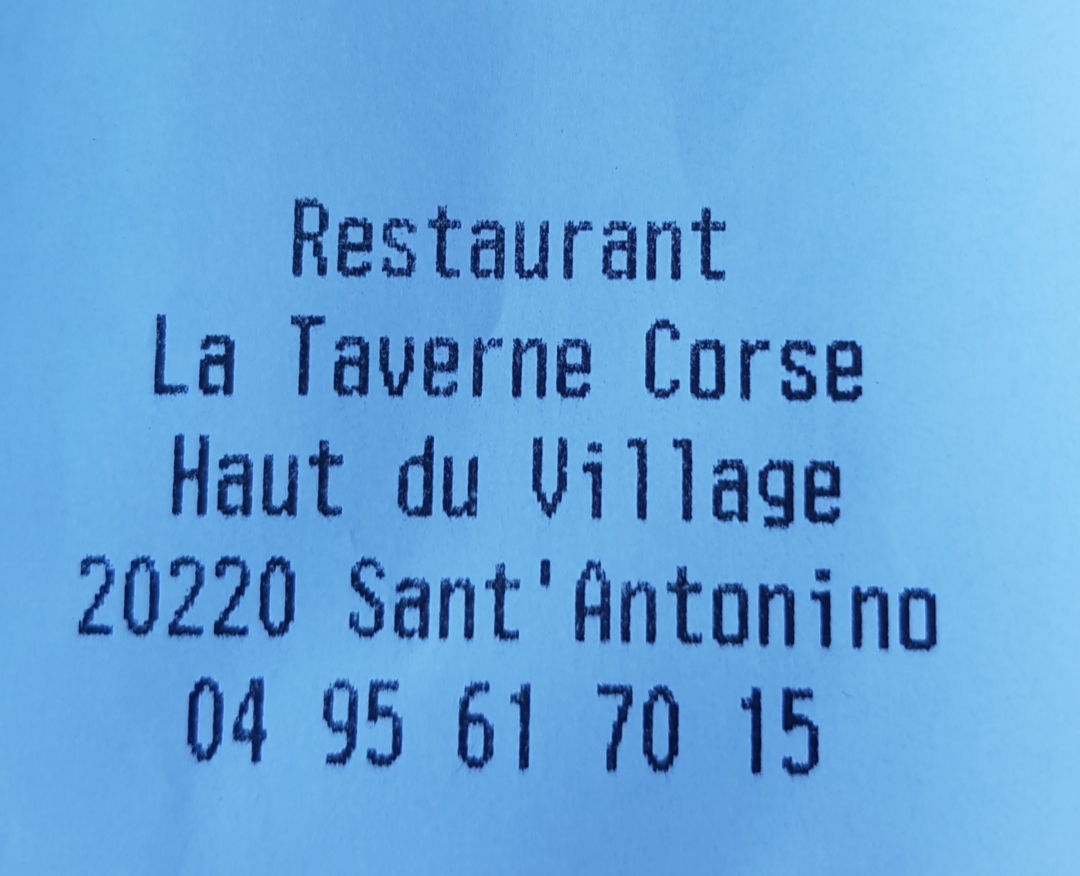 Restaurant
La Taverne Corse
Haut du Village
20220 Sant'Antonino
04 95 61 70 15